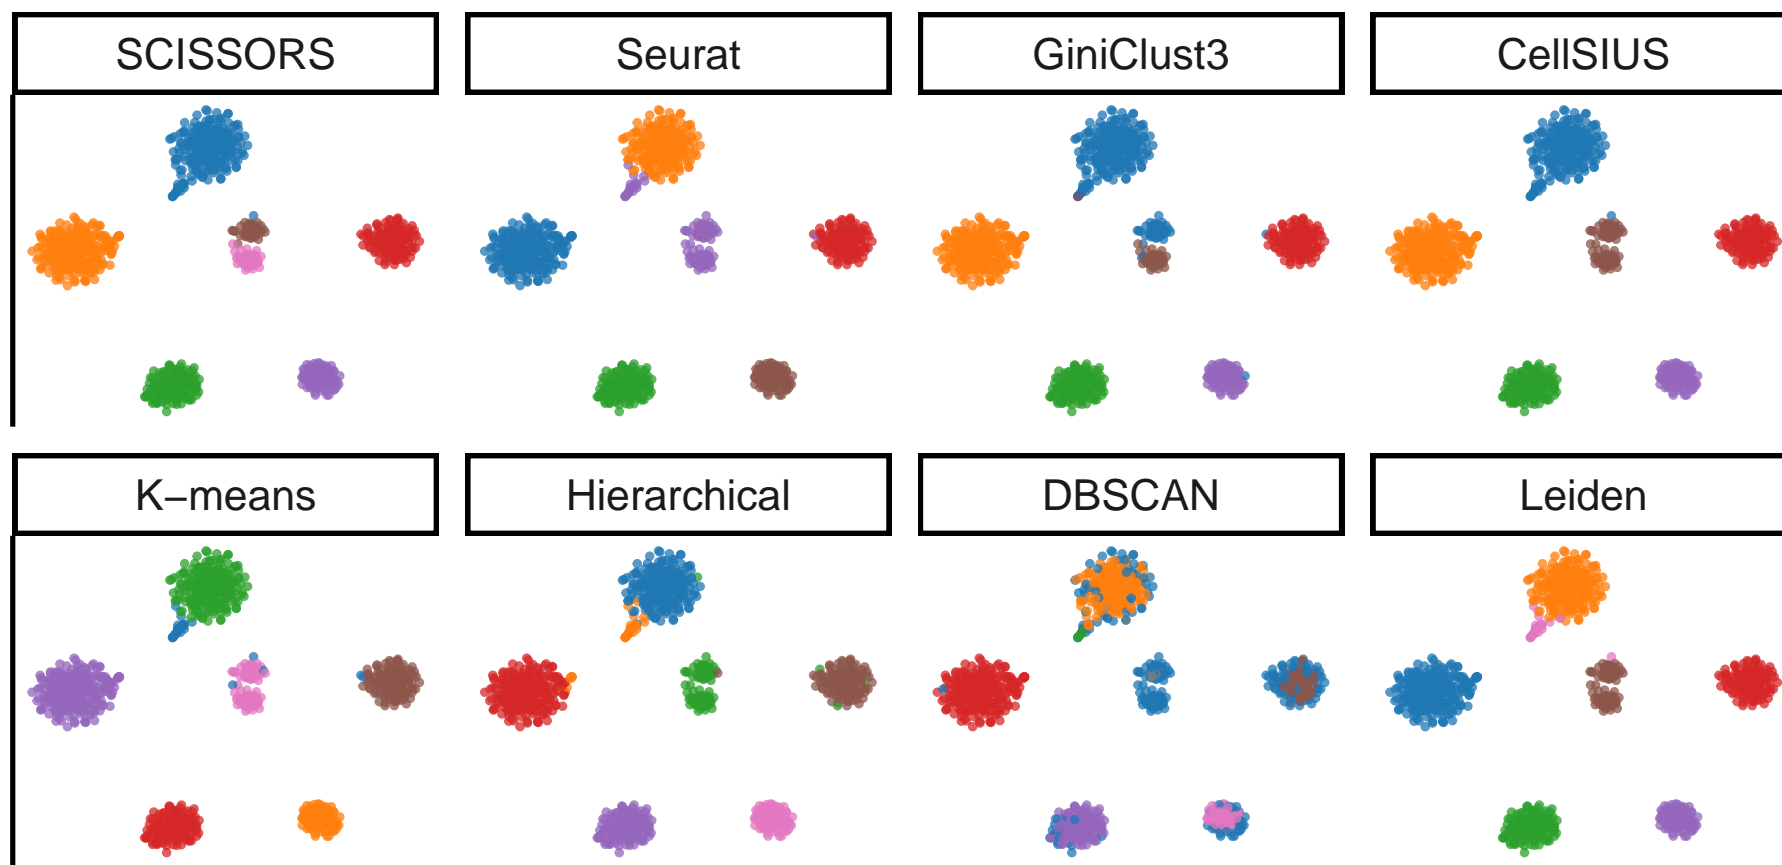 SCISSORS
Seurat
GiniClust3
CellSIUS
K−means
Hierarchical
DBSCAN
Leiden